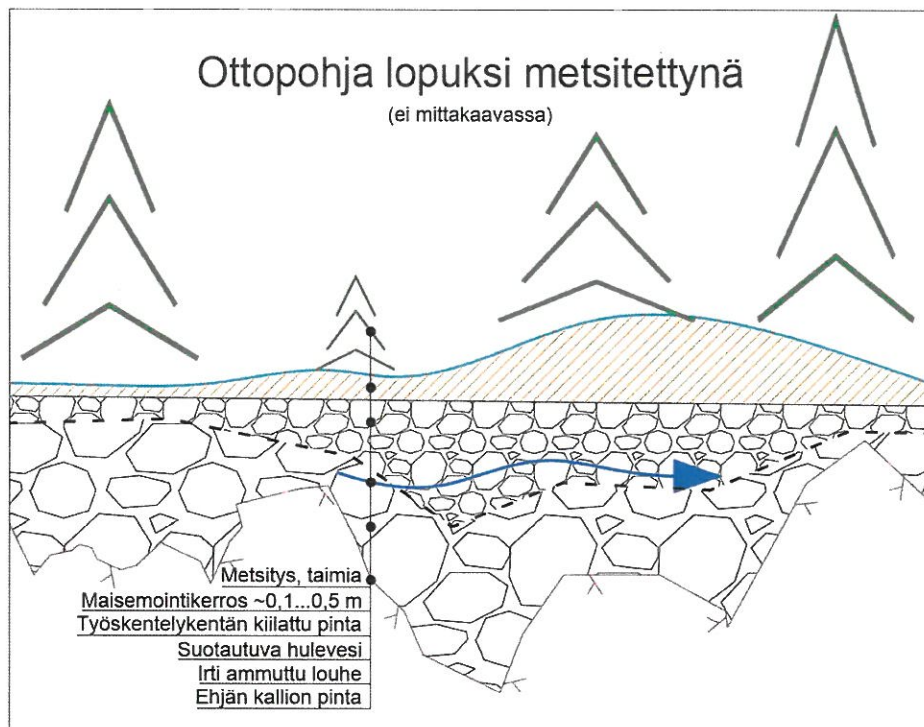 Ottopohja lopuksi metsitettynä
(ei mittakaavassa)
Metsitys, taimia
Maisemointikerros ~0,1...0,5 m
Työskentelykentän kiilattu pinta
Suotautuva hulevesi
Irti ammuttu louhe
Ehjän kallion pinta